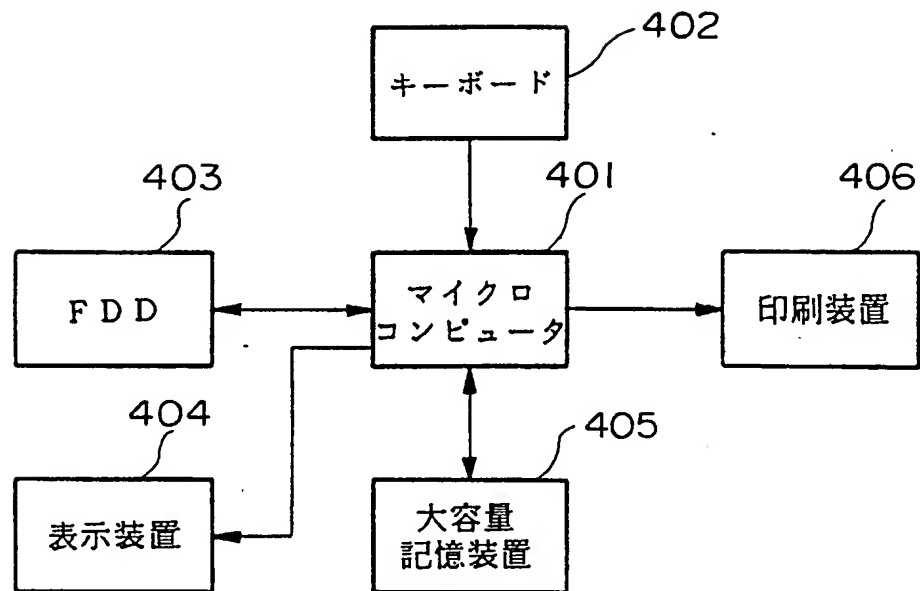 402
キーボード
403
401
406
FDD
マイクロ
コンピュータ
印刷装置
404
405
表示装置
大容量
記憶装置